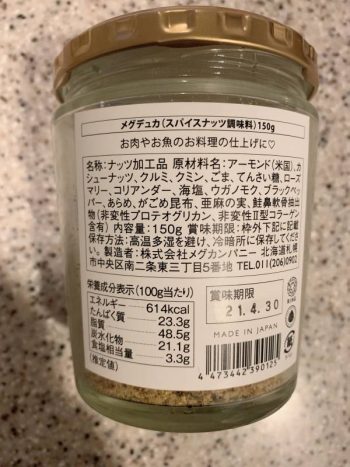 メグデュカ(スパイスナッツ調味料)150g
お肉やお魚のお料理の仕上げに♡
名称:ナッツ加工品 原材料名:アーモンド(米国)、カ
シューナッツ、クルミ、クミン、ごま、てんさい糖、ローズ
マリー、コリアンダー、海塩、ウガノモク、ブラックペッ
パー、あらめ、がごめ昆布、亜麻の実、鮭鼻軟骨抽出
物(非変性プロテオグリカン、非変性Ⅱ型コラーゲン
含有) 内容量:150g 賞味期限:枠外下記に記載
保存方法:高温多湿を避け、冷暗所に保存してくださ
い。製造者:株式会社メグカンパニー 北海道札幌
市中央区南二条東三丁目5番地 TEL011(206)0902
栄養成分表示(100g当たり)
エネルギー 614kcal
たんぱく質 23.3g
脂質 48.5g
炭水化物 21.1g
食塩相当量 3.3g
(推定値)
賞味期限
21.4.30
MADE IN JAPAN
4 473442 390125